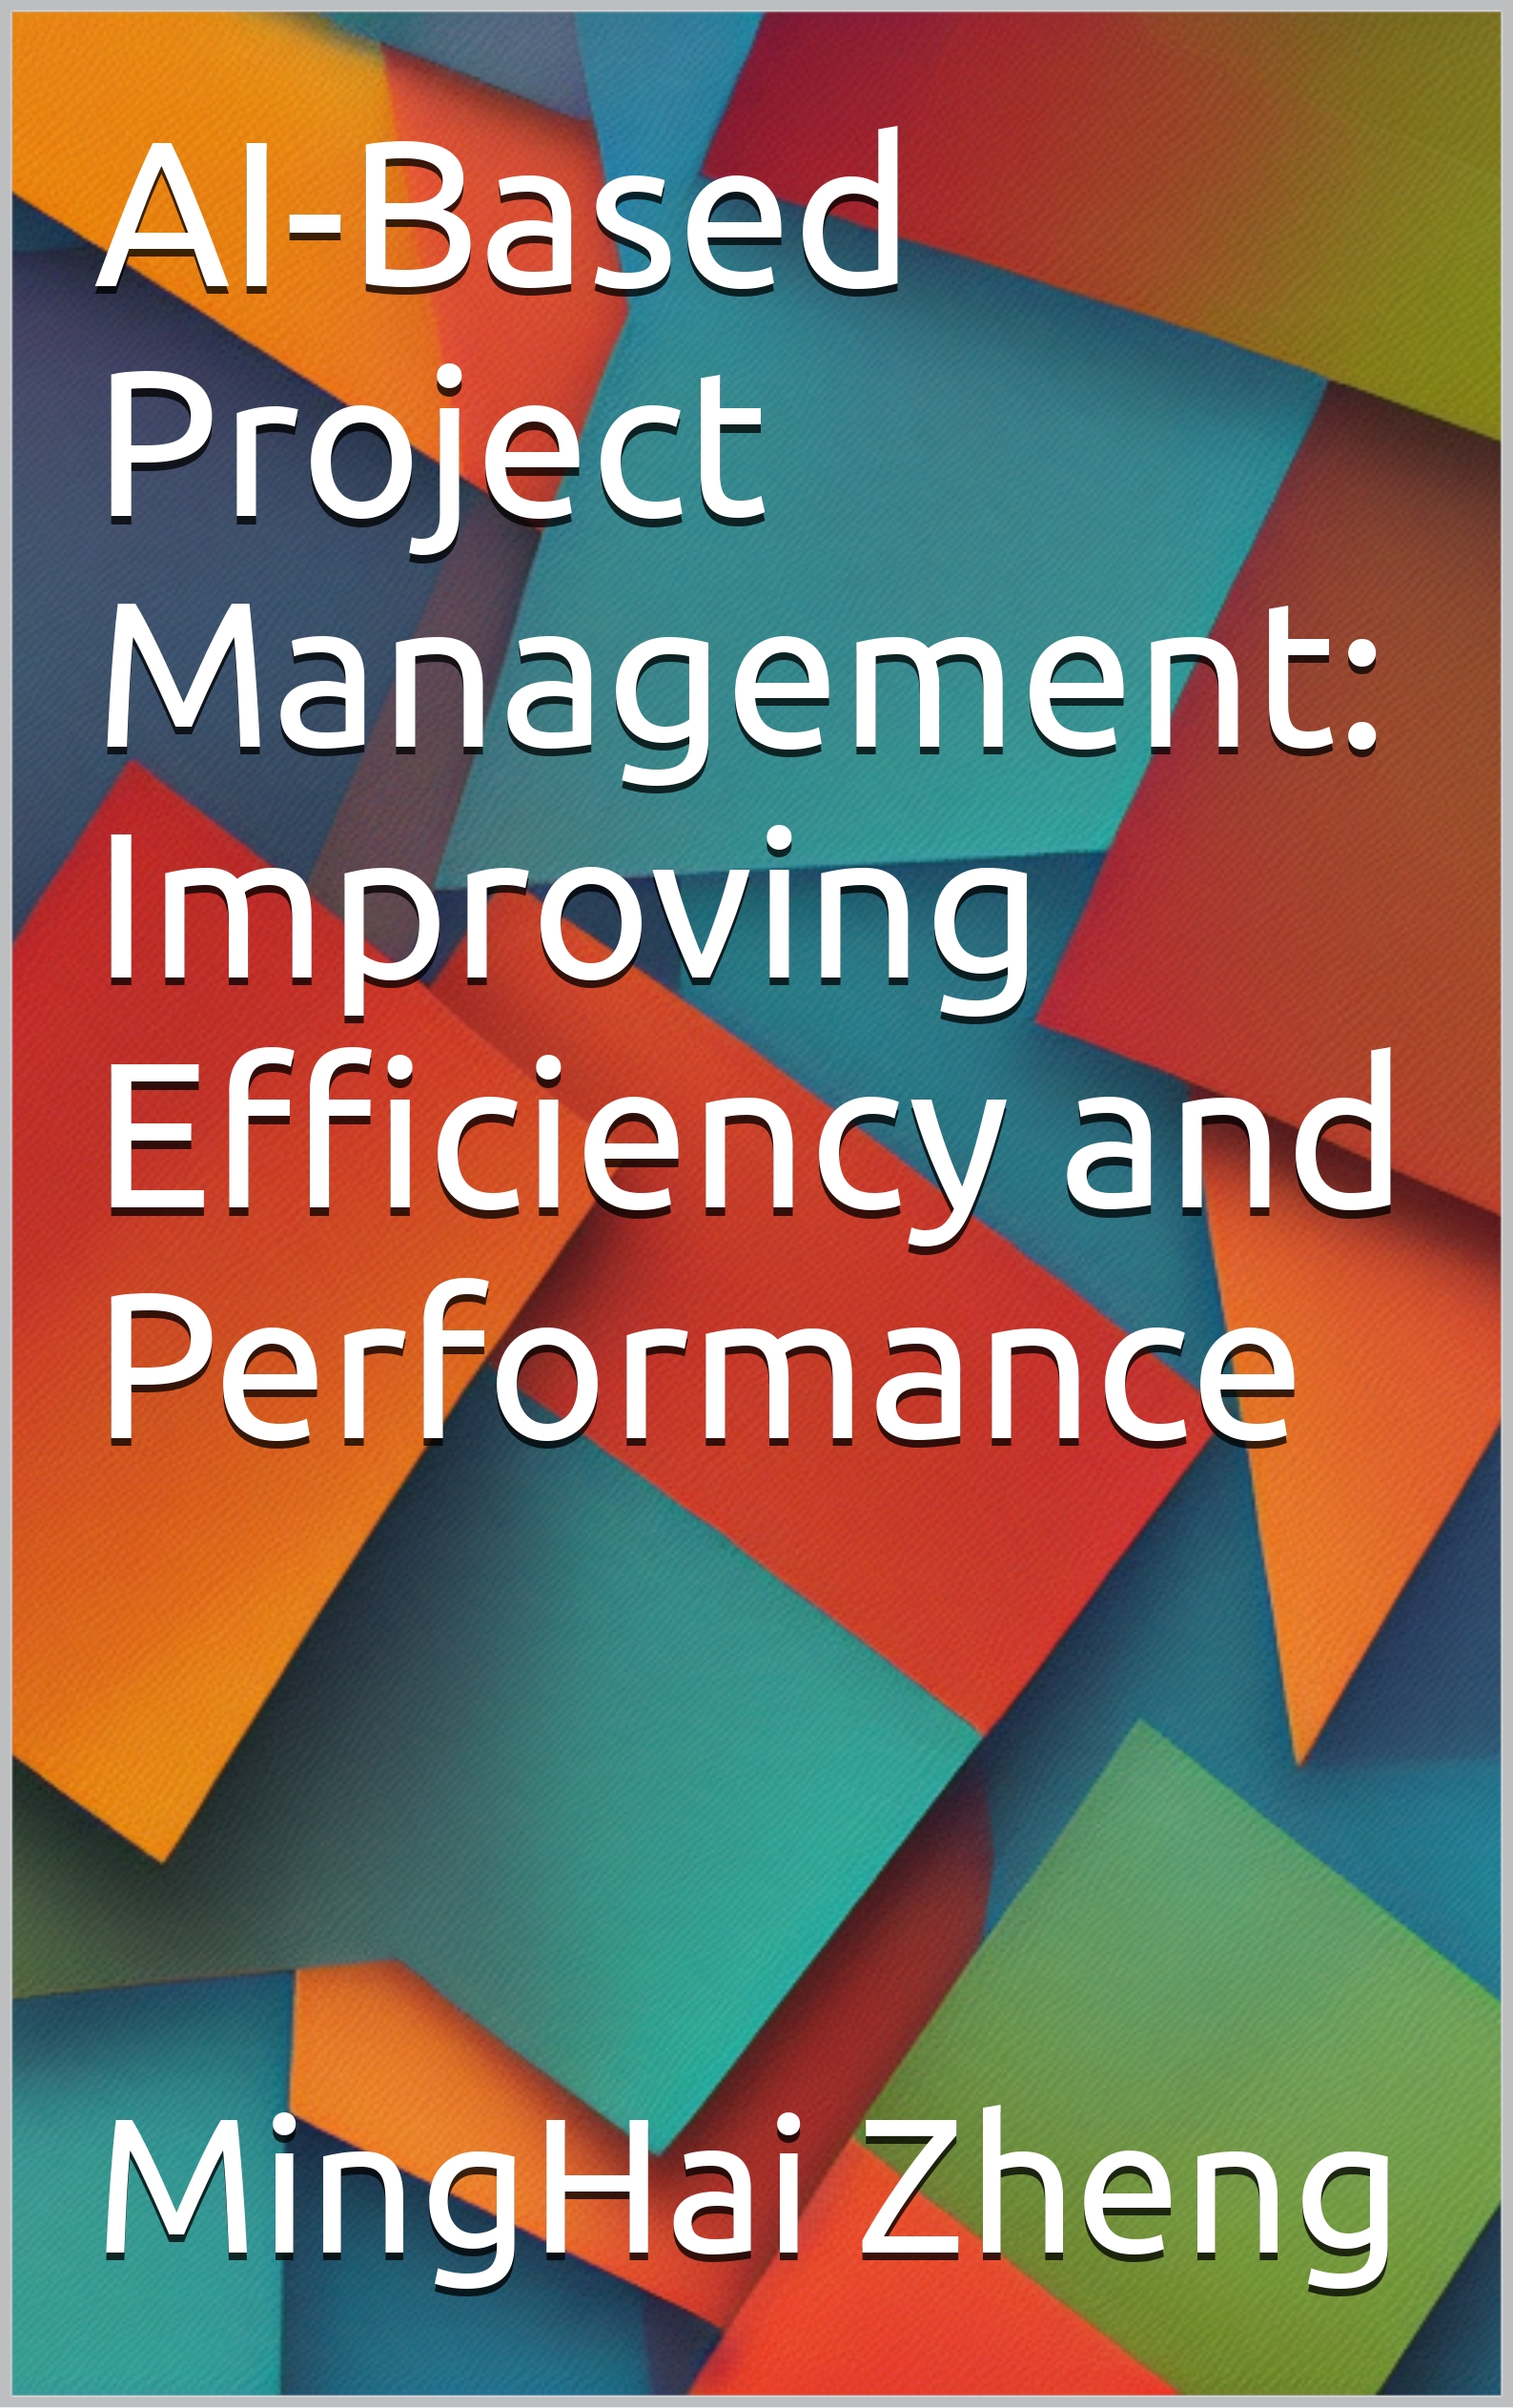 AI-Based
Project
Management:
Improving
Efficiency and
Performance
MingHai Zheng